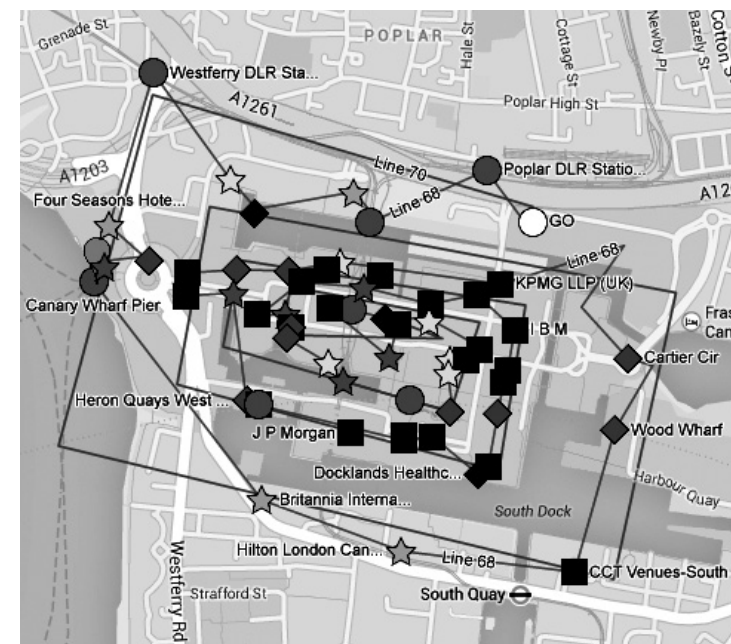 Grenade St
POPLAR
Hale St
Cottage St
Newby Pl
Bazely St
Cotton St
Westferry DLR Sta...
A1261
Poplar High St
Line 70
Poplar DLR Statio...
A1203
Four Seasons Hote...
Line 68
GO
A12
Line 68
Canary Wharf Pier
KPMG LLP (UK)
I B M
Fras
Can
Cartier Cir
Heron Quays West ...
J P Morgan
Wood Wharf
Docklands Healthc...
Harbour Quay
Britannia Interna...
South Dock
Hilton London Can...
Line 68
CCT Venues-South
Westferry Rd
Strafford St
South Quay